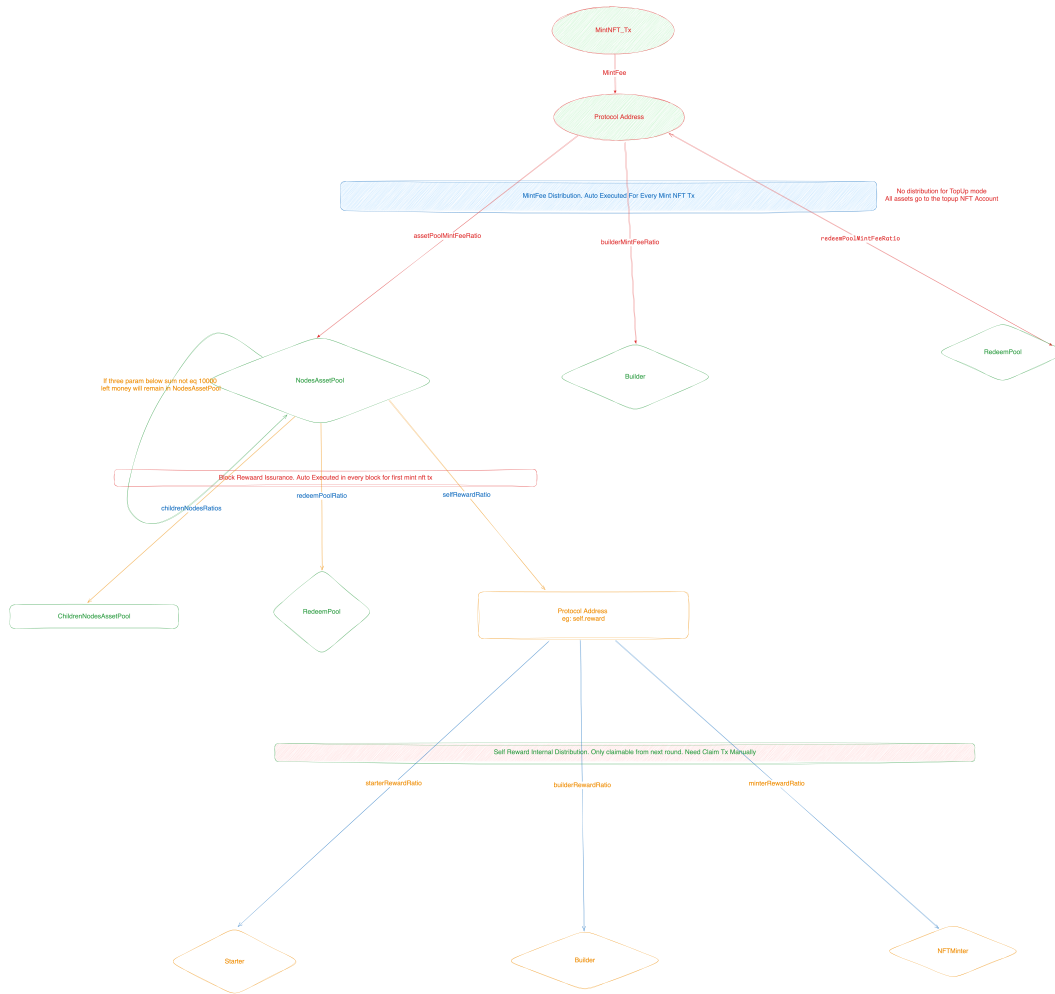 MintNFT_Tx
MintFee
Protocol Address
MintFee Distribution. Auto Executed For Every Mint NFT Tx
No distribution for TopUp mode
All assets go to the topup NFT Account
assetPoolMintFeeRatio
builderMintFeeRatio
redeemPoolMintFeeRatio
RedeemPool
If three param below sum not eq 10000
left money will remain in NodesAssetPool
NodesAssetPool
Builder
Block Rewaard Issurance. Auto Executed in every block for first mint nft tx
childrenNodesRatios
redeemPoolRatio
selfRewardRatio
ChildrenNodesAssetPool
RedeemPool
Protocol Address
eg: self.reward
Self Reward Internal Distribution. Only claimable from next round. Need Claim Tx Manually
starterRewardRatio
builderRewardRatio
minterRewardRatio
Starter
Builder
NFTMinter